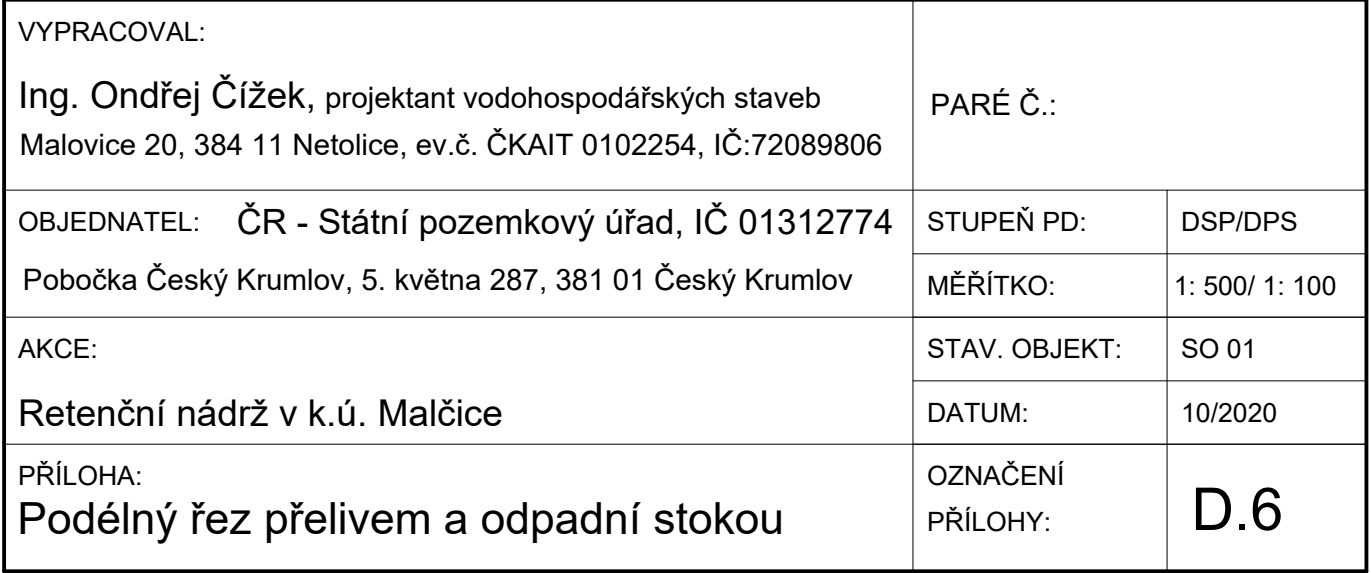 VYPRACOVAL:
Ing. Ondřej Čížek, projektant vodohospodářských staveb
Malovice 20, 384 11 Netolice, ev.č. ČKAIT 0102254, IČ:72089806
PARÉ Č.:
OBJEDNATEL: ČR - Státní pozemkový úřad, IČ 01312774
Pobočka Český Krumlov, 5. května 287, 381 01 Český Krumlov
STUPEŇ PD: DSP/DPS
MĚŘÍTKO: 1: 500/ 1: 100
AKCE:
Retenční nádrž v k.ú. Malčice
STAV. OBJEKT: SO 01
DATUM: 10/2020
PŘÍLOHA:
Podélný řez přelivem a odpadní stokou
OZNAČENÍ
PŘÍLOHY: D.6